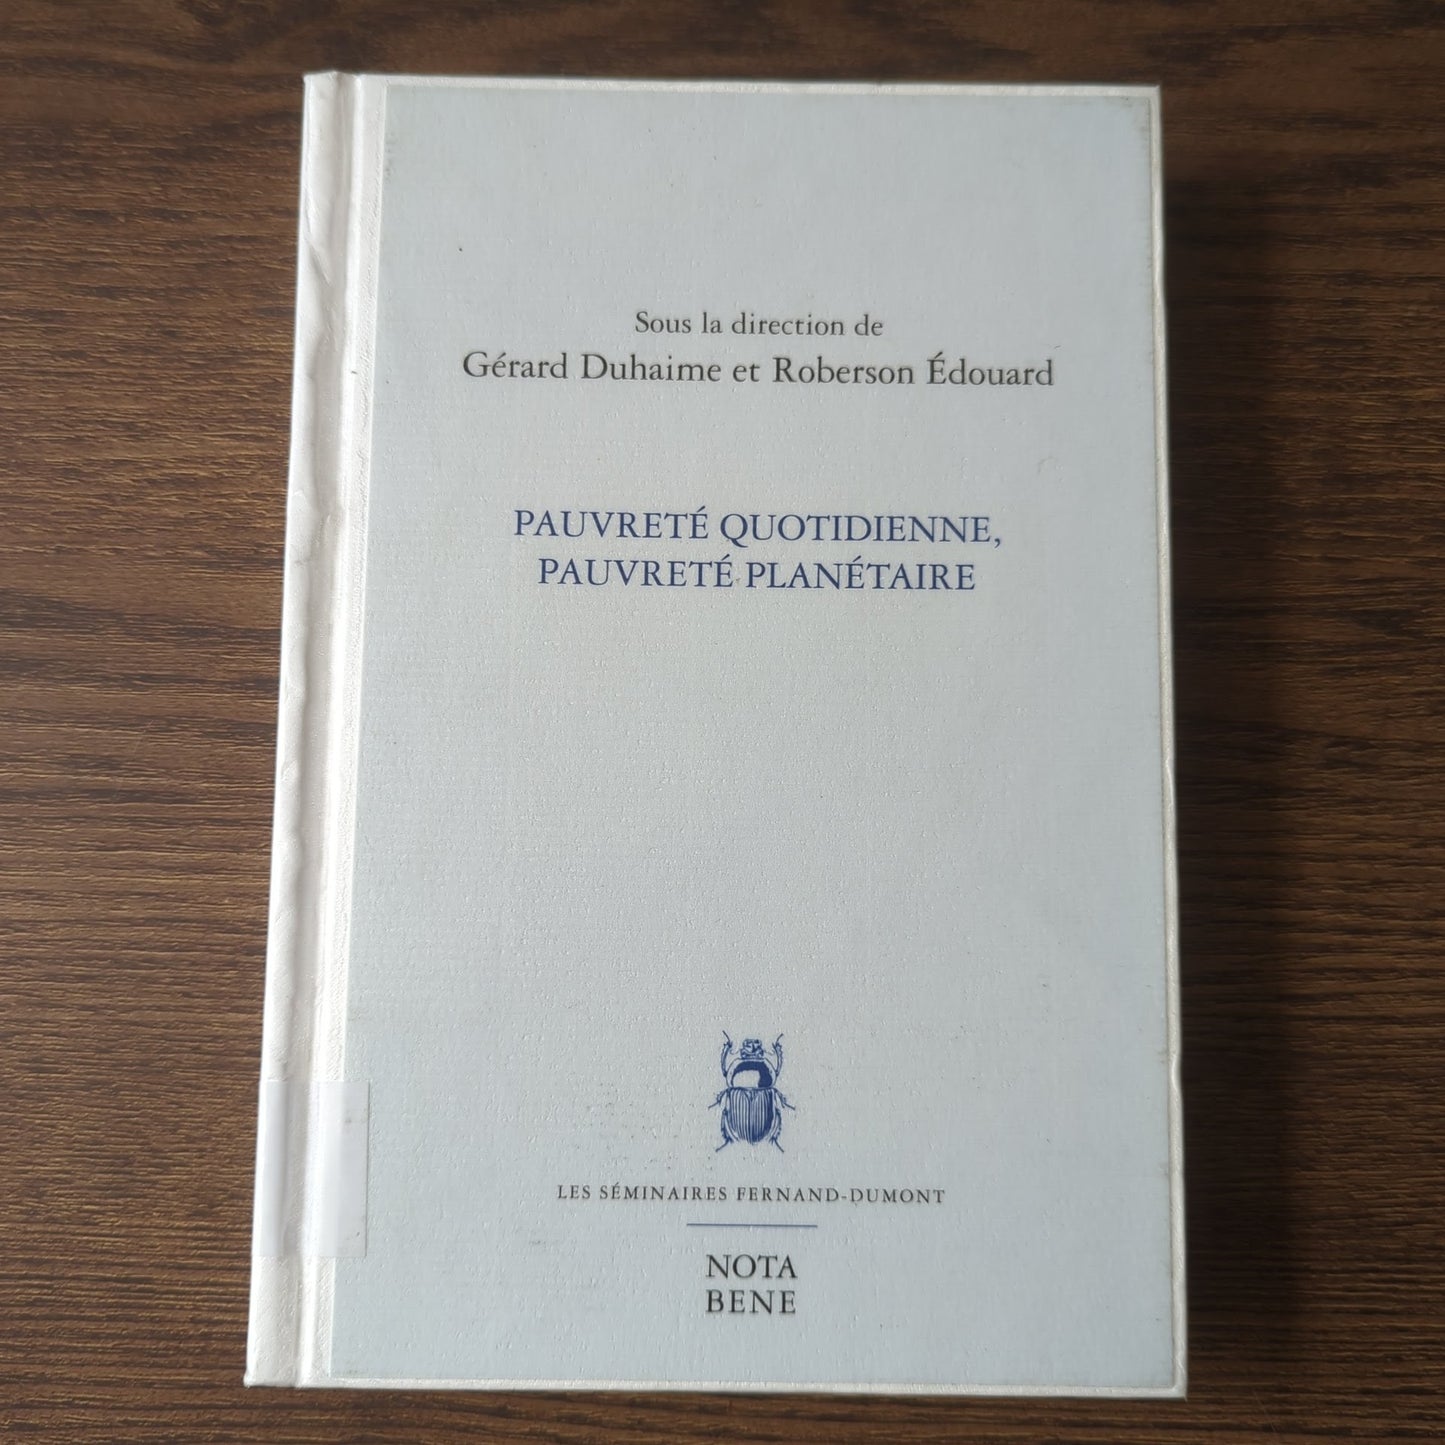 Sous la direction de
Gérard Duhaime et Roberson Édouard
PAUVRETÉ QUOTIDIENNE,
PAUVRETÉ PLANÉTAIRE
LES SÉMINAIRES FERNAND-DUMONT
NOTA
BENE